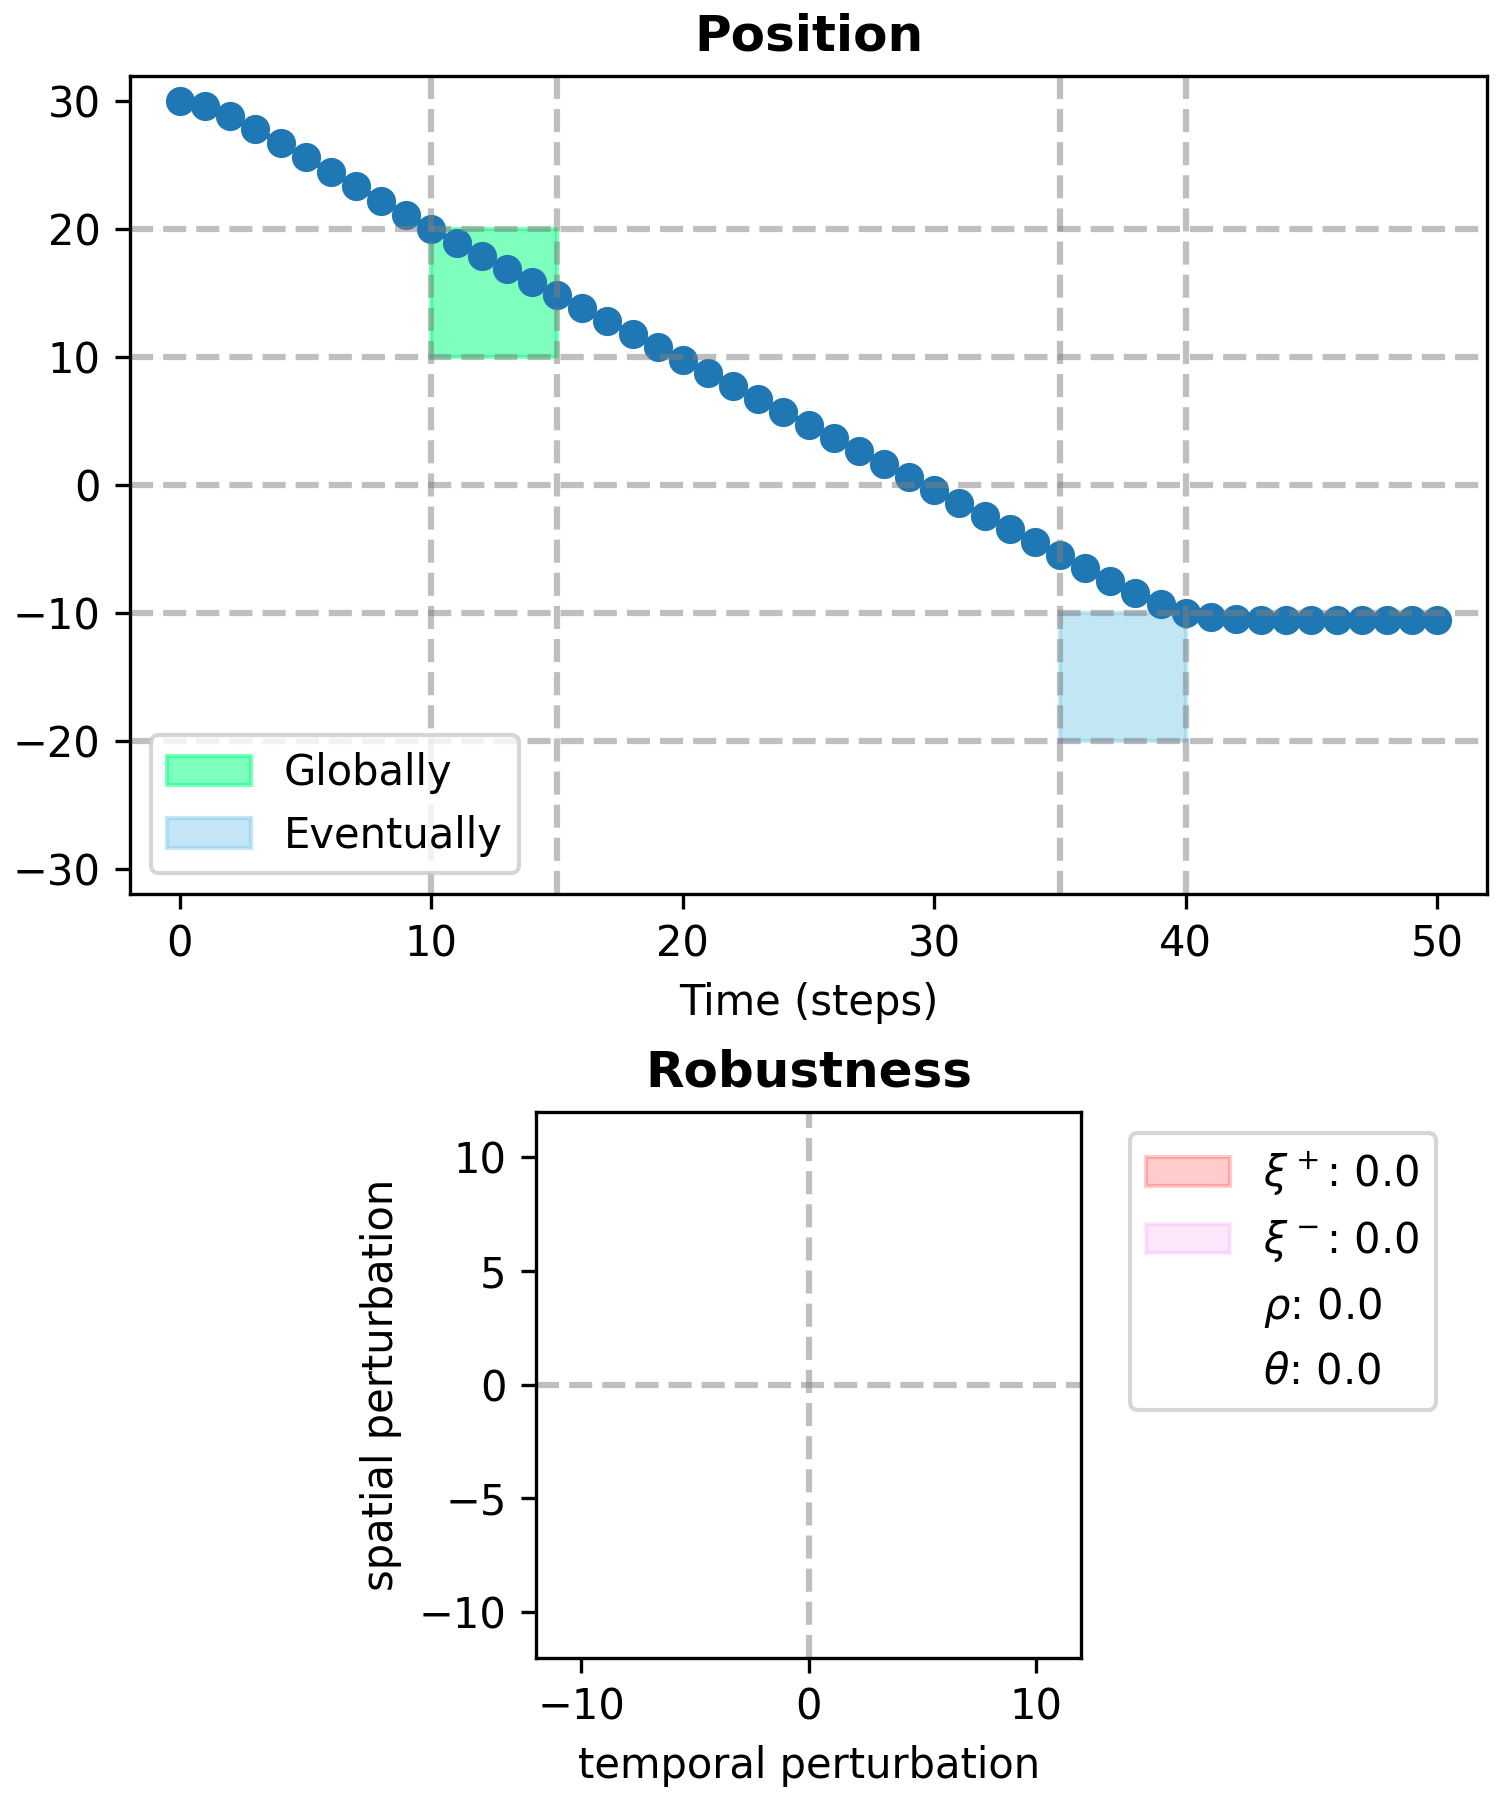 Position
30
20
10
0
−10
−20
−30
Globally
Eventually
0 10 20 30 40 50
Time (steps)
Robustness
10
5
0
−5
−10
spatial perturbation
−10 0 10
temporal perturbation
ξ⁺: 0.0
ξ⁻: 0.0
ρ: 0.0
θ: 0.0